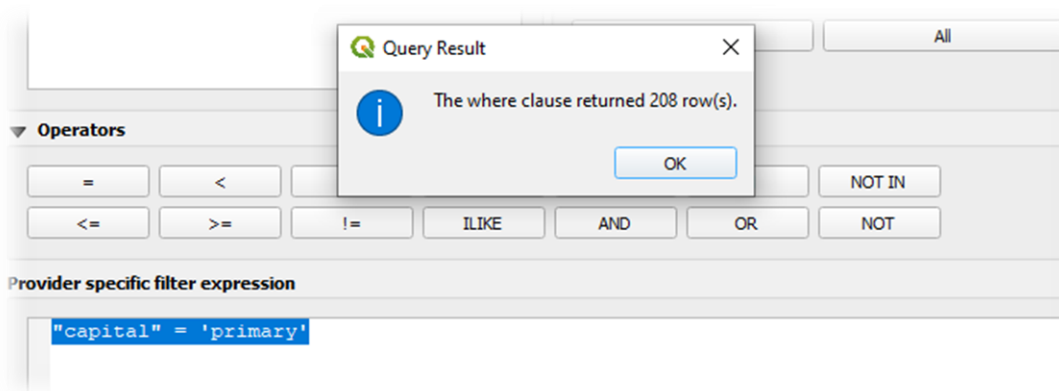 Query Result
The where clause returned 208 row(s).
OK
All
Operators
= < NOT IN
<= >= != ILIKE AND OR NOT
Provider specific filter expression
"capital" = 'primary'